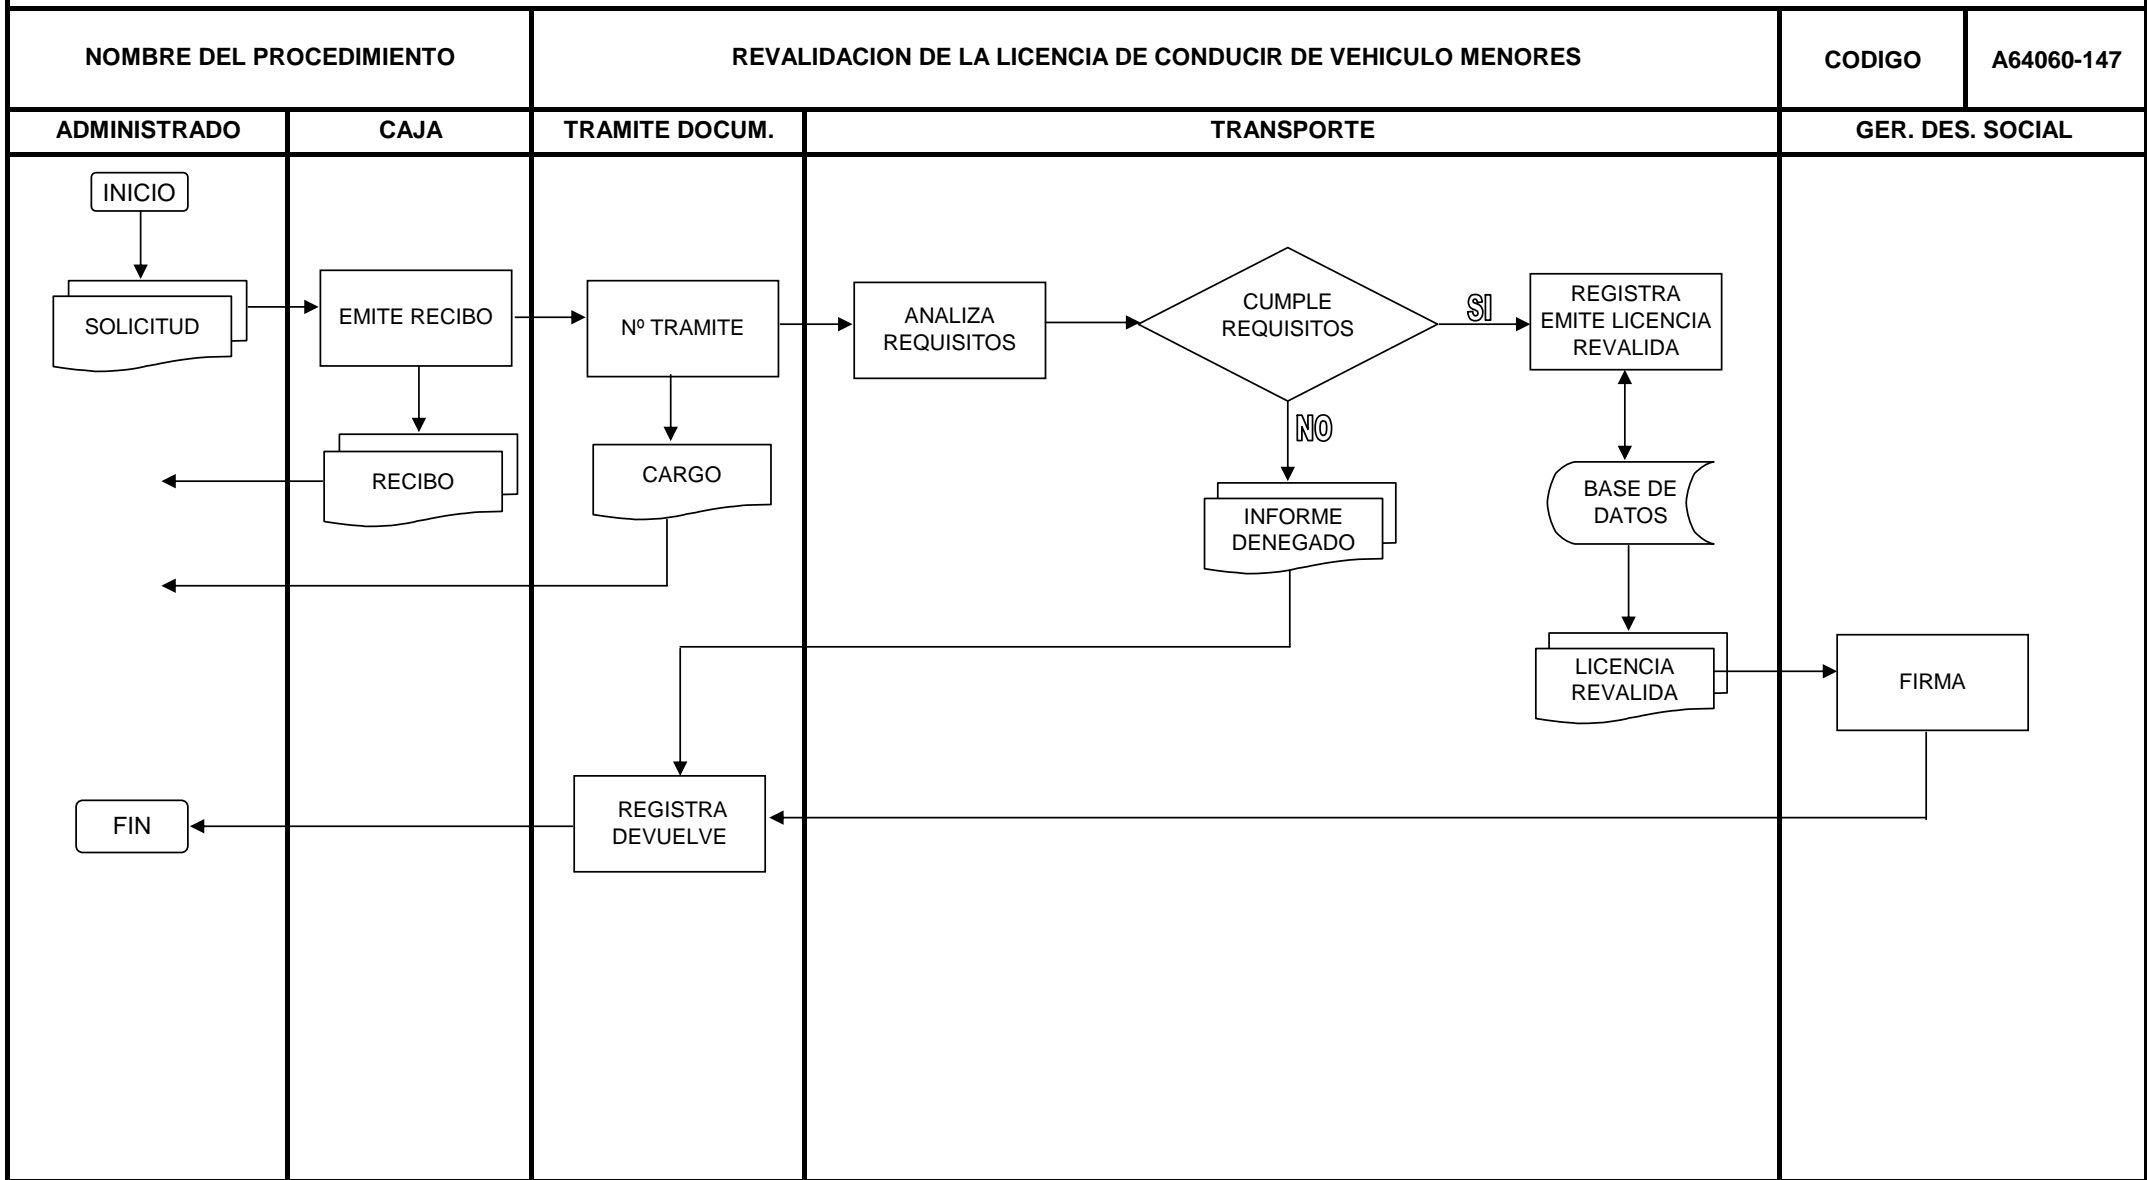 NOMBRE DEL PROCEDIMIENTO
REVALIDACION DE LA LICENCIA DE CONDUCIR DE VEHICULO MENORES
CODIGO
A64060-147
ADMINISTRADO
CAJA
TRAMITE DOCUM.
TRANSPORTE
GER. DES. SOCIAL
INICIO
SOLICITUD
EMITE RECIBO
Nº TRAMITE
ANALIZA
REQUISITOS
CUMPLE
REQUISITOS
SI
REGISTRA
EMITE LICENCIA
REVALIDA
NO
RECIBO
CARGO
INFORME
DENEGADO
BASE DE
DATOS
LICENCIA
REVALIDA
FIRMA
REGISTRA
DEVUELVE
FIN